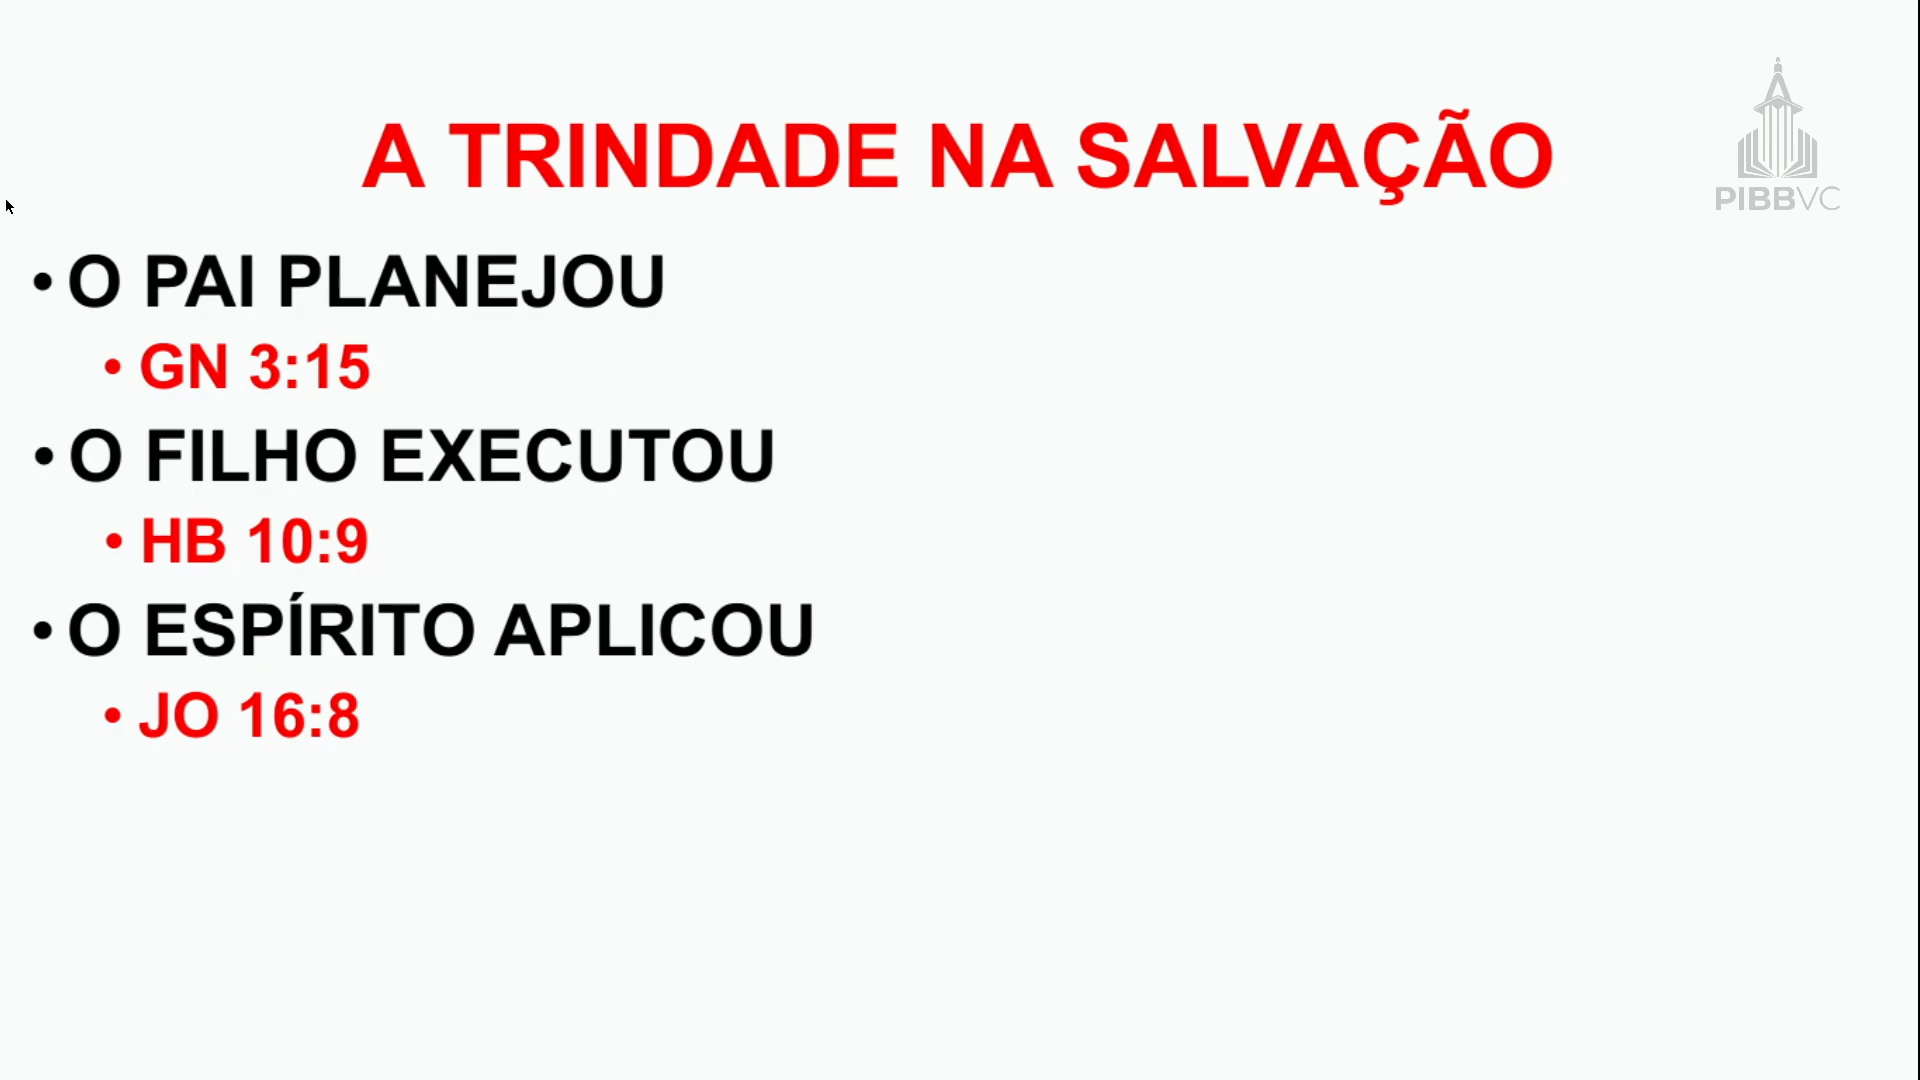 A TRINDADE NA SALVAÇÃO
PIBBVC
• O PAI PLANEJOU
• GN 3:15
• O FILHO EXECUTOU
• HB 10:9
• O ESPÍRITO APLICOU
• JO 16:8